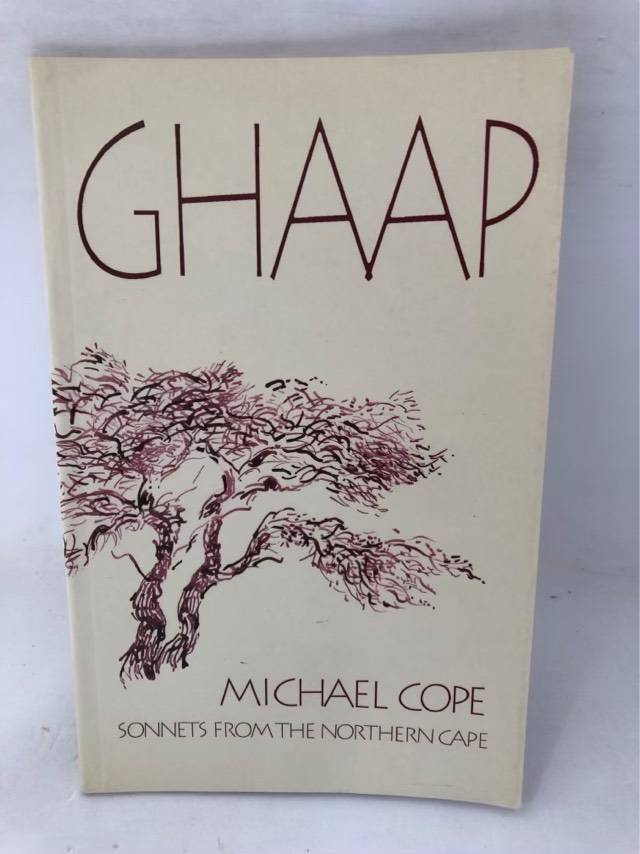 GHAAP
MICHAEL COPE
SONNETS FROM THE NORTHERN CAPE